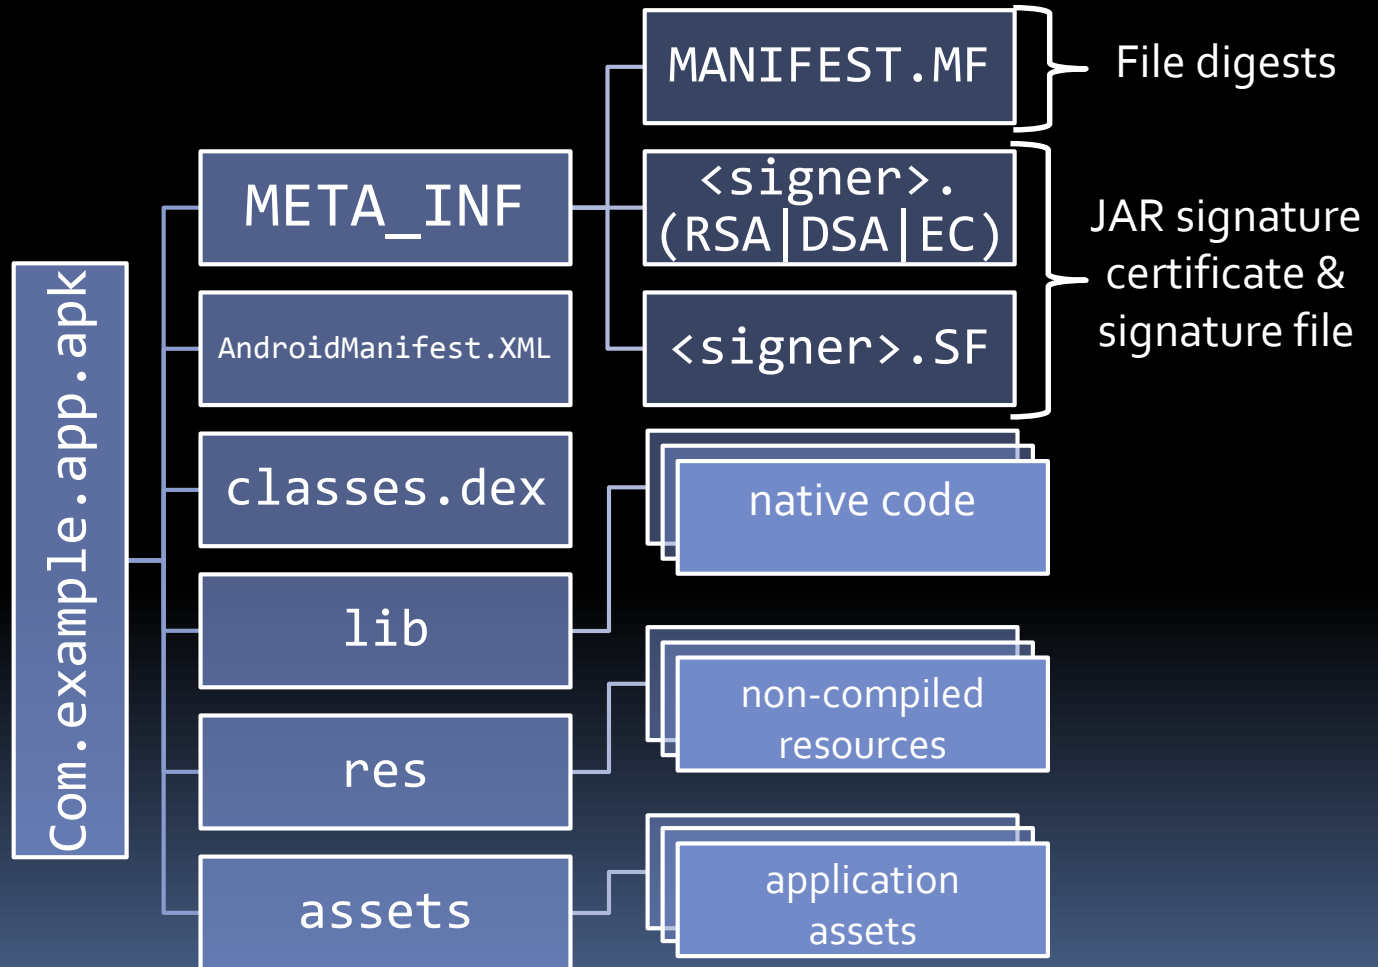 Com.example.app.apk
META_INF
AndroidManifest.XML
classes.dex
lib
res
assets
MANIFEST.MF
<signer>.
(RSA|DSA|EC)
<signer>.SF
native code
non-compiled
resources
application
assets
File digests
JAR signature
certificate &
signature file